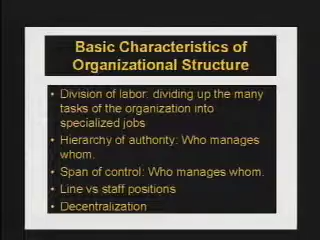 Basic Characteristics of
Organizational Structure
• Division of labor: dividing up the many
tasks of the organization into
specialized jobs
• Hierarchy of authority: Who manages
whom.
• Span of control: Who manages whom.
• Line vs staff positions
• Decentralization